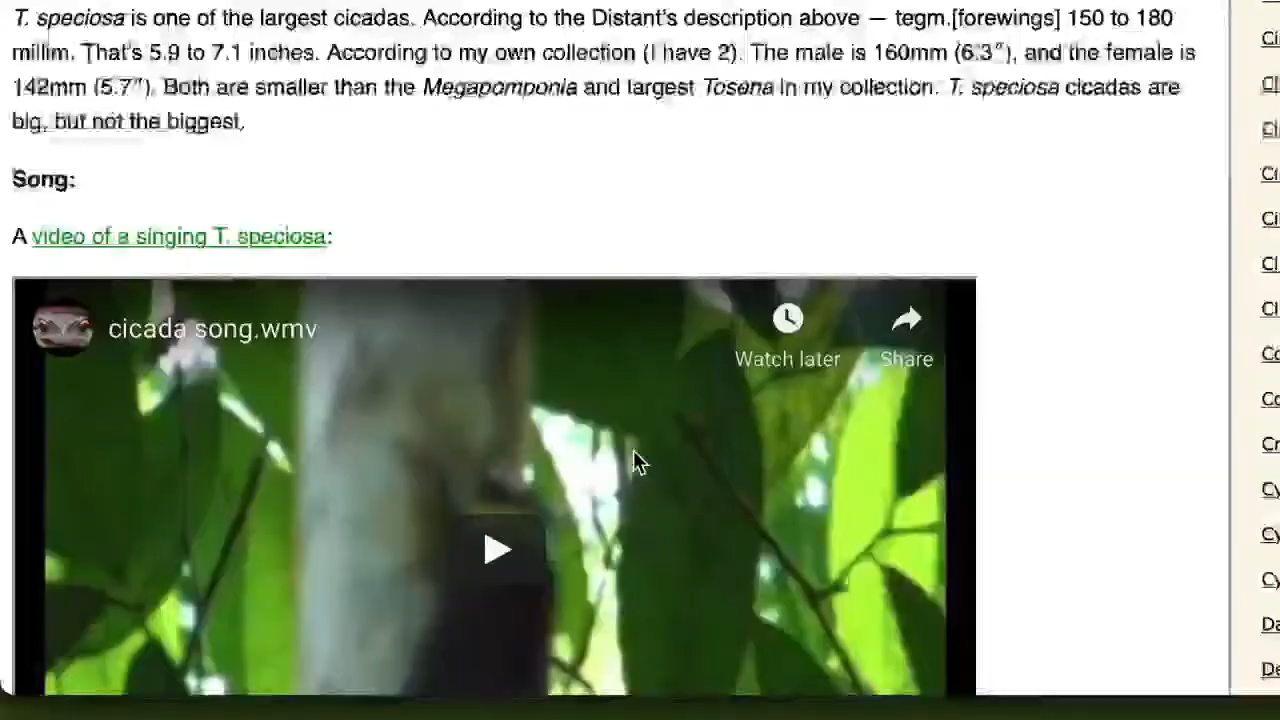 T. speciosa is one of the largest cicadas. According to the Distant's description above — tegm.[forewings] 150 to 180
millim. That's 5.9 to 7.1 inches. According to my own collection (I have 2). The male is 160mm (6.3″), and the female is
142mm (5.7″). Both are smaller than the Megapomponia and largest Tosena in my collection. T. speciosa cicadas are
big, but not the biggest.
Song:
A video of a singing T. speciosa:
cicada song.wmv
Watch later
Share